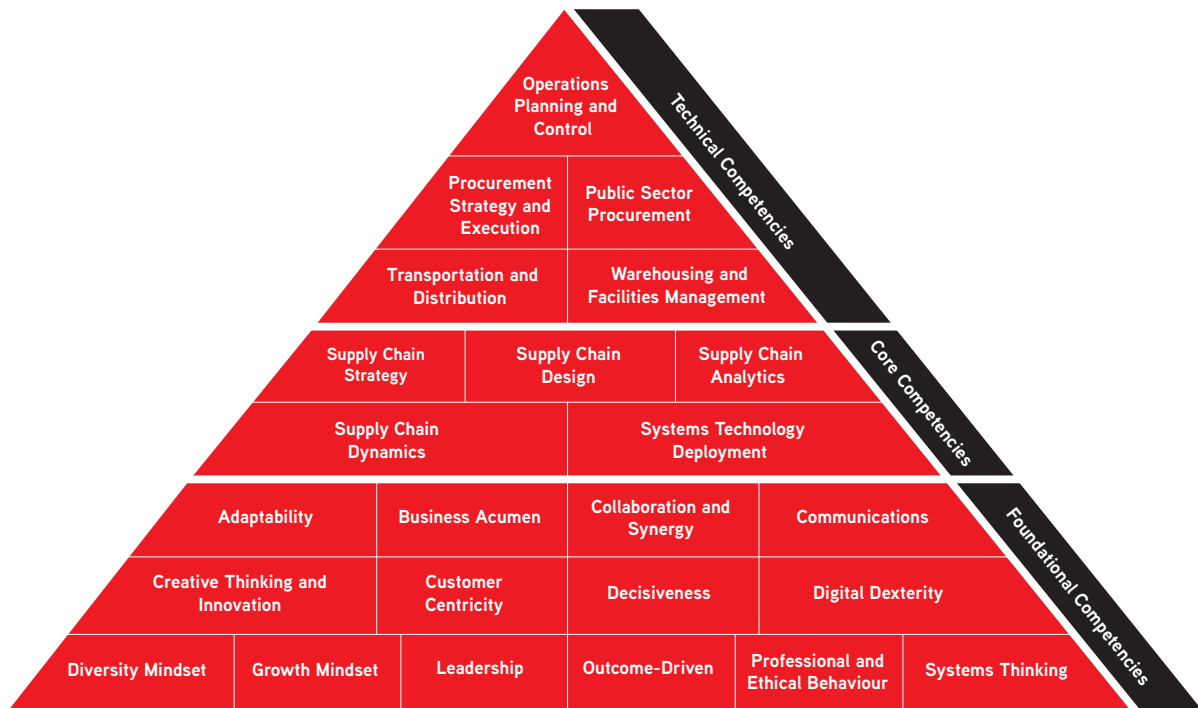 Operations
Planning and
Control
Technical Competencies
Procurement
Strategy and
Execution
Public Sector
Procurement
Transportation and
Distribution
Warehousing and
Facilities Management
Supply Chain
Strategy
Supply Chain
Design
Supply Chain
Analytics
Core Competencies
Supply Chain
Dynamics
Systems Technology
Deployment
Adaptability
Business Acumen
Collaboration and
Synergy
Communications
Foundational Competencies
Creative Thinking and
Innovation
Customer
Centricity
Decisiveness
Digital Dexterity
Diversity Mindset
Growth Mindset
Leadership
Outcome-Driven
Professional and
Ethical Behaviour
Systems Thinking